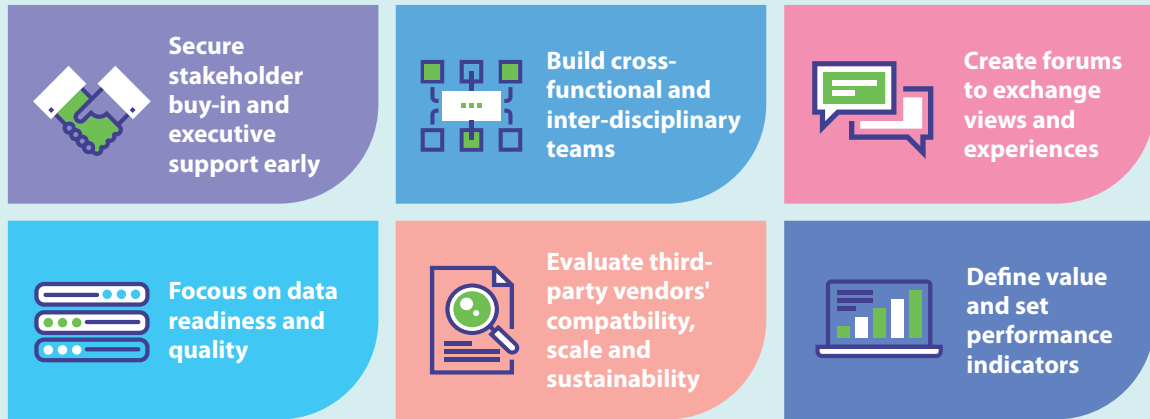 Secure
stakeholder
buy-in and
executive
support early
Build cross-
functional and
inter-disciplinary
teams
Create forums
to exchange
views and
experiences
Focous on data
readiness and
quality
Evaluate third-
party vendors'
compatbility,
scale and
sustainability
Define value
and set
performance
indicators